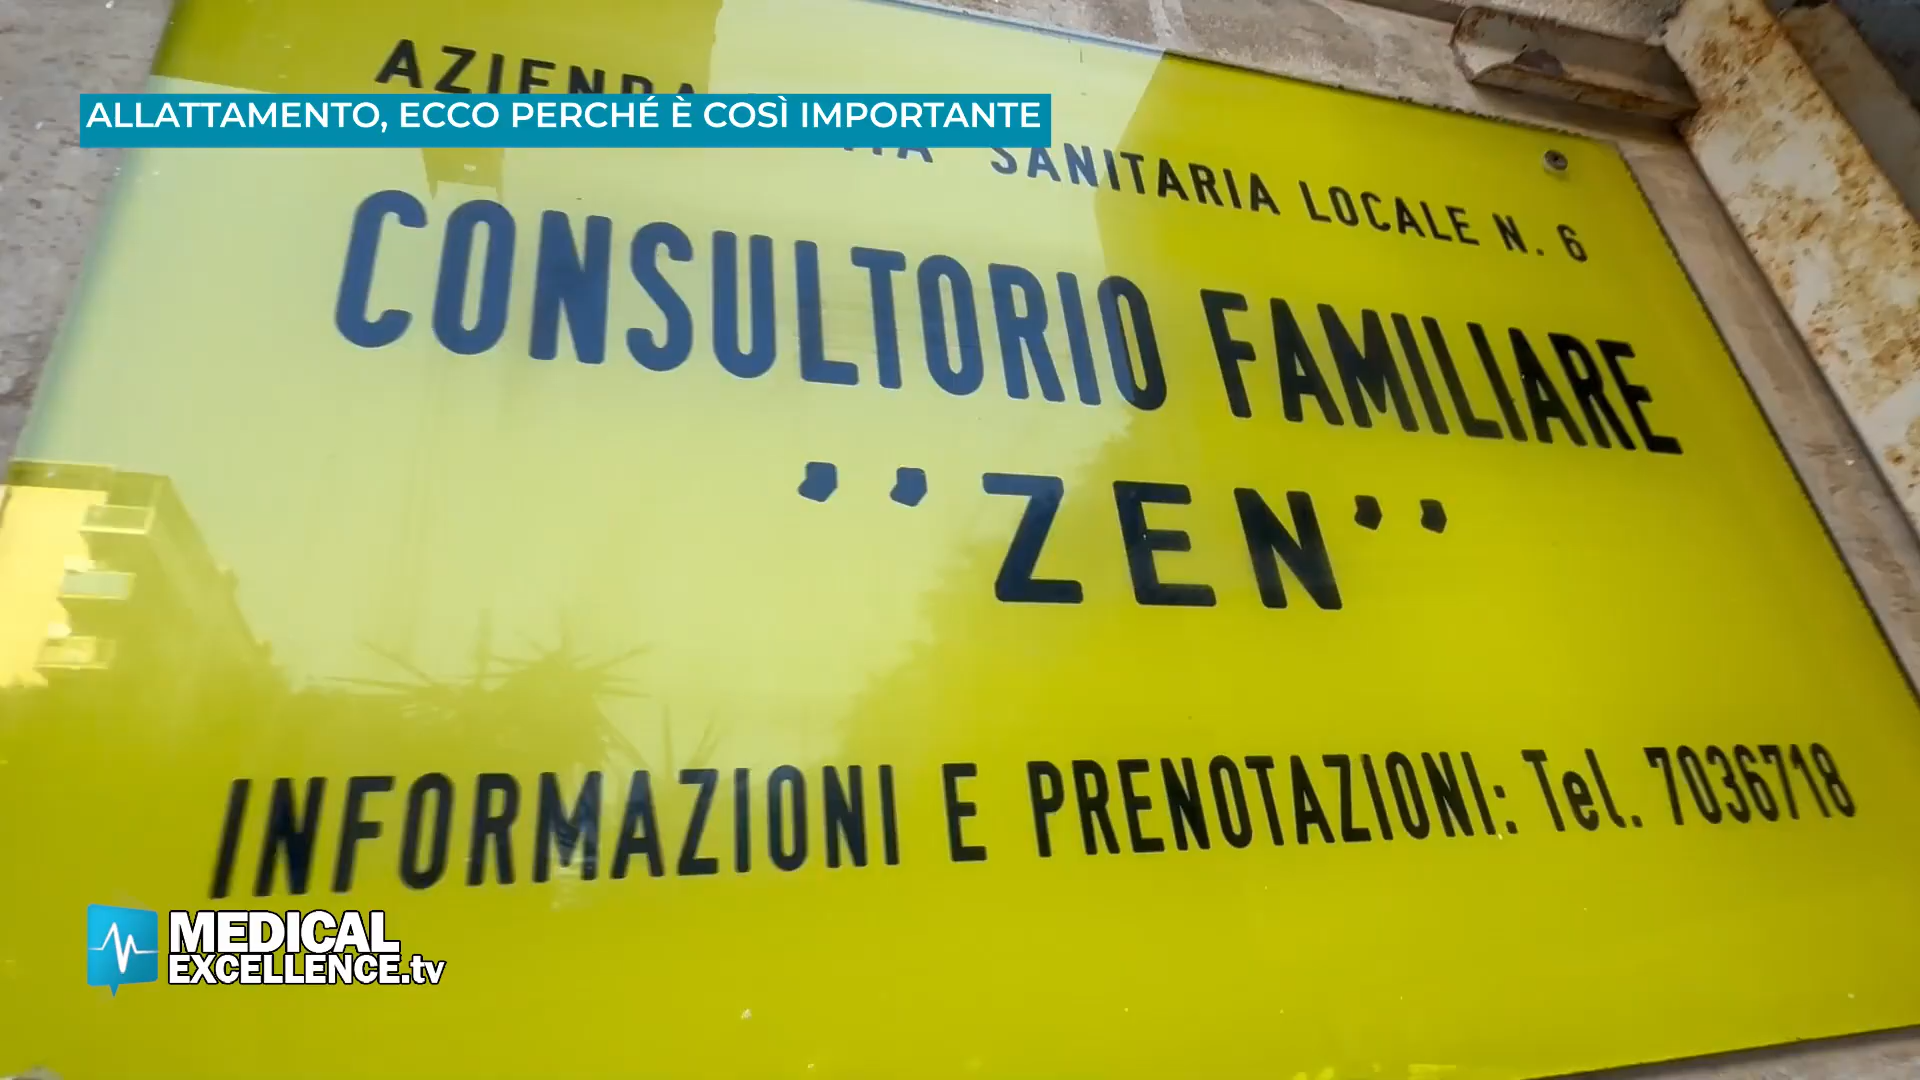 ALLATTAMENTO, ECCO PERCHÉ È COSÌ IMPORTANTE
SANITARIA LOCALE N. 6
CONSULTORIO FAMILIARE
’’ZEN’’
INFORMAZIONI E PRENOTAZIONI: Tel. 7036718
MEDICAL
EXCELLENCE.tv